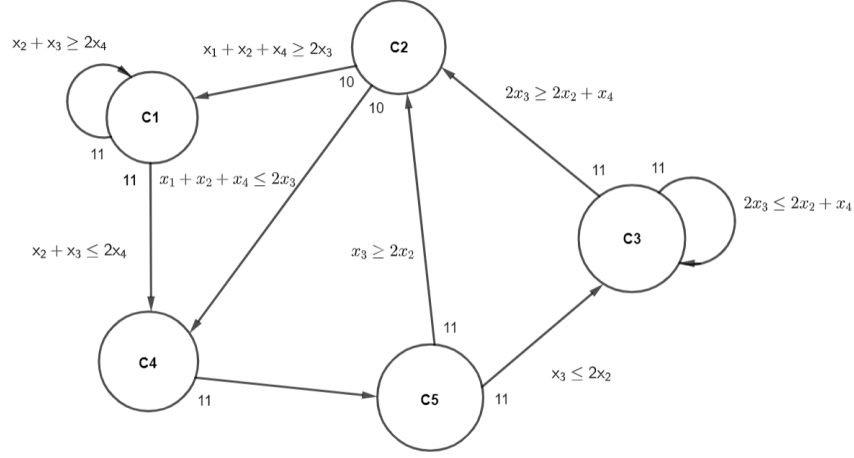 x₂ + x₃ ≥ 2x₄
x₁ + x₂ + x₄ ≥ 2x₃
C2
10
10
2x₃ ≥ 2x₂ + x₄
C1
11
11
x₁ + x₂ + x₄ ≤ 2x₃
11
11
2x₃ ≤ 2x₂ + x₄
C3
x₂ + x₃ ≤ 2x₄
x₃ ≥ 2x₂
11
C4
11
C5
11
x₃ ≤ 2x₂